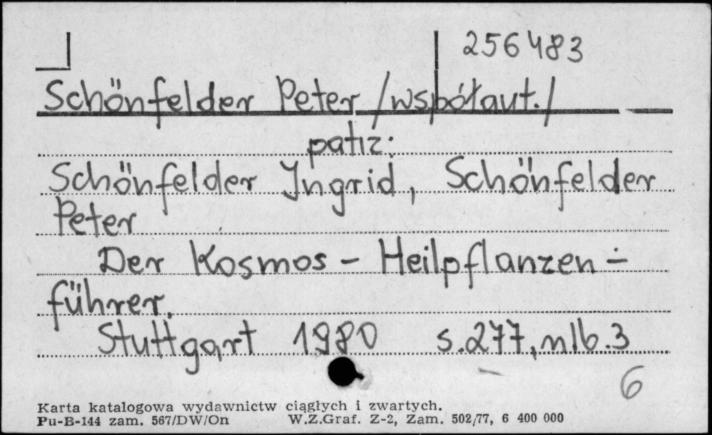 256483
Schönfelder Peter /współaut./
patrz:
Schönfelder Ingrid, Schönfelder
Peter
Der Kosmos - Heilpflanzen -
führer.
Stuttgart 1980 s.277, nlb.3
6
Karta katalogowa wydawnictw ciągłych i zwartych.
Pu-B-144 zam. 567/DW/On W.Z.Graf. Z-2, Zam. 502/77, 6 400 000